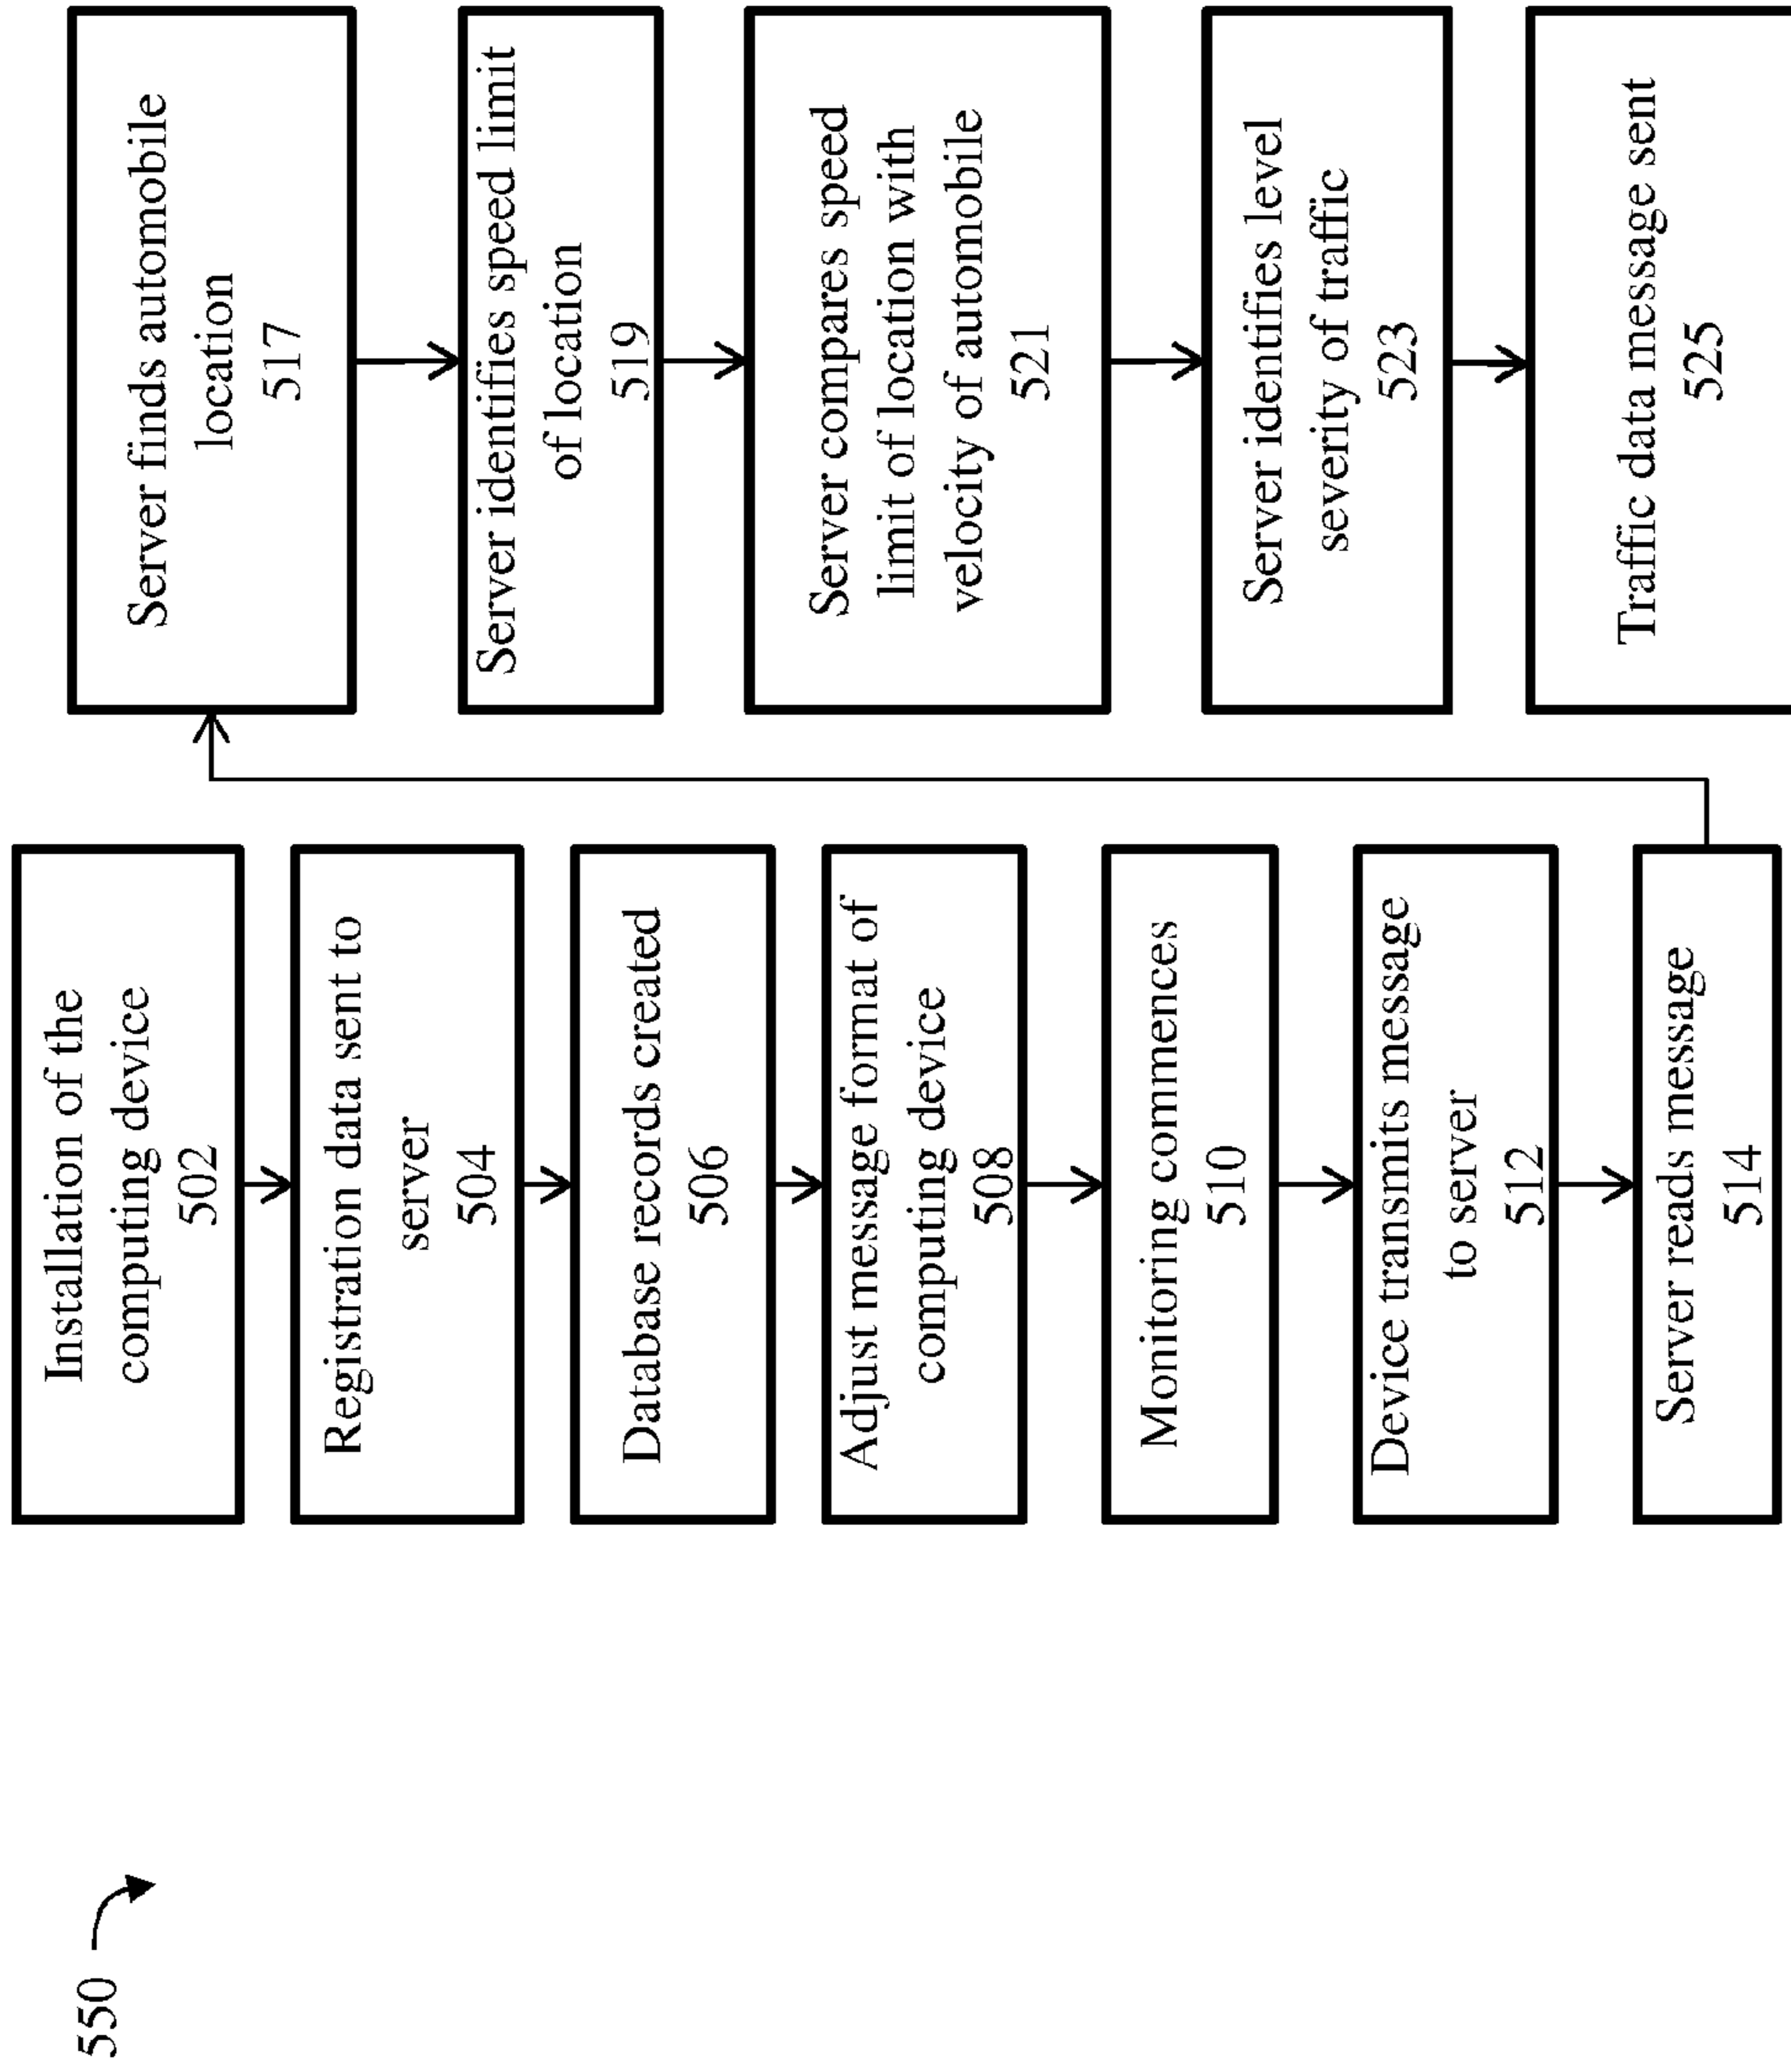 550
Installation of the
computing device
502
Registration data sent to
server
504
Database records created
506
Adjust message format of
computing device
508
Monitoring commences
510
Device transmits message
to server
512
Server reads message
514
Server finds automobile
location
517
Server identifies speed limit
of location
519
Server compares speed
limit of location with
velocity of automobile
521
Server identifies level
severity of traffic
523
Traffic data message sent
525